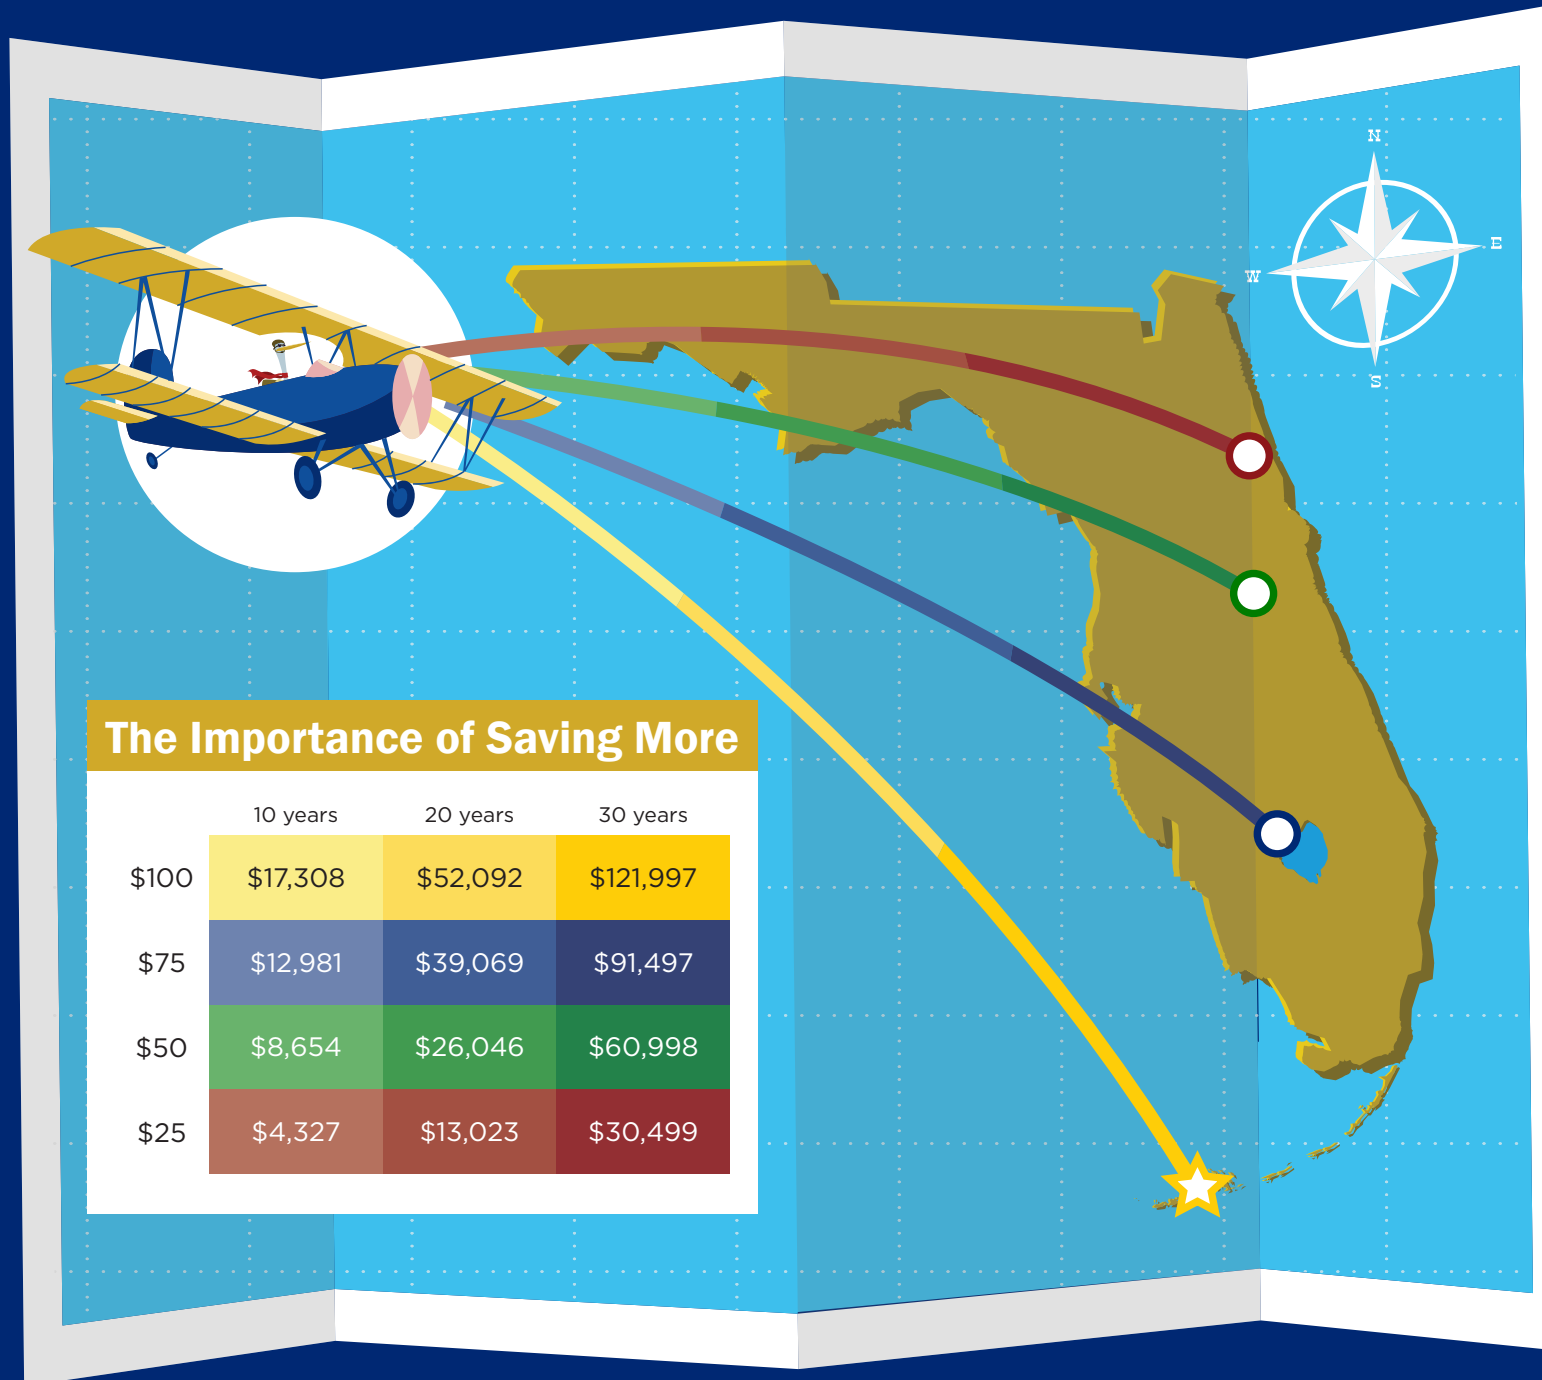 N
E
W
S
The Importance of Saving More
10 years 20 years 30 years
$100 $17,308 $52,092 $121,997
$75 $12,981 $39,069 $91,497
$50 $8,654 $26,046 $60,998
$25 $4,327 $13,023 $30,499